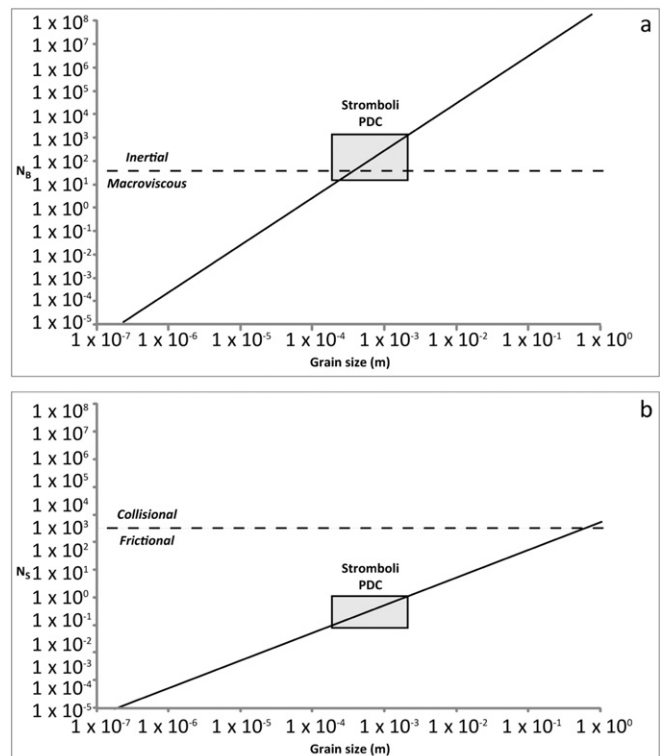 a
1 x 10⁸
1 x 10⁷
1 x 10⁶
1 x 10⁵
1 x 10⁴
1 x 10³
1 x 10²
1 x 10¹
1 x 10⁰
1 x 10⁻¹
1 x 10⁻²
1 x 10⁻³
1 x 10⁻⁴
1 x 10⁻⁵
N_B
Stromboli
PDC
Inertial
Macroviscous
1 x 10⁻⁷ 1 x 10⁻⁶ 1 x 10⁻⁵ 1 x 10⁻⁴ 1 x 10⁻³ 1 x 10⁻² 1 x 10⁻¹ 1 x 10⁰
Grain size (m)
b
1 x 10⁸
1 x 10⁷
1 x 10⁶
1 x 10⁵
1 x 10⁴
1 x 10³
1 x 10²
1 x 10¹
1 x 10⁰
1 x 10⁻¹
1 x 10⁻²
1 x 10⁻³
1 x 10⁻⁴
1 x 10⁻⁵
N_S
Collisional
Frictional
Stromboli
PDC
1 x 10⁻⁷ 1 x 10⁻⁶ 1 x 10⁻⁵ 1 x 10⁻⁴ 1 x 10⁻³ 1 x 10⁻² 1 x 10⁻¹ 1 x 10⁰
Grain size (m)